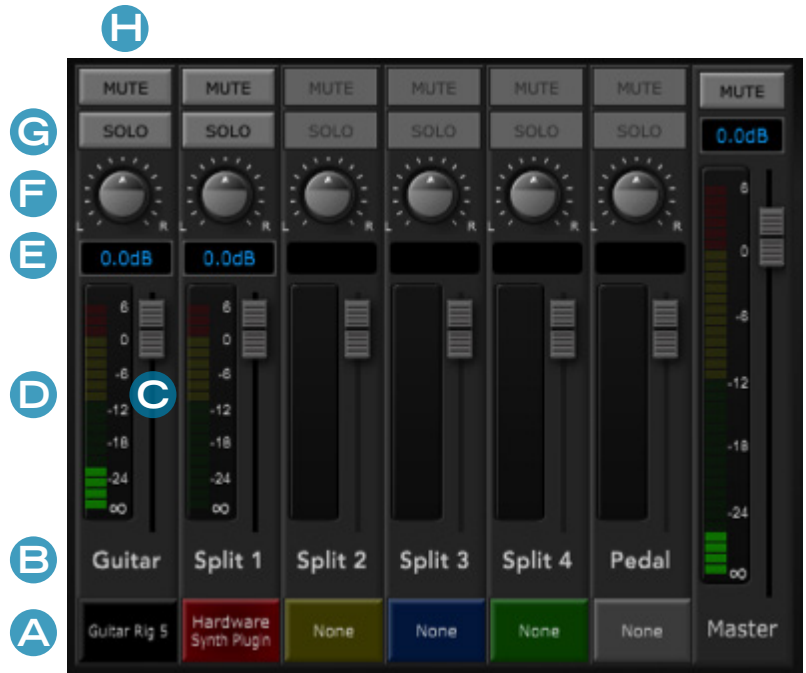 H
MUTE MUTE MUTE MUTE MUTE MUTE MUTE
G SOLO SOLO SOLO SOLO SOLO SOLO 0.0dB
F L R L R L R L R L R L R
E 0.0dB 0.0dB
6 6 6
0 0 0
-6 -6 -6
D C
-12 -12 -12
-18 -18 -18
-24 -24 -24
∞ ∞ ∞
B Guitar Split 1 Split 2 Split 3 Split 4 Pedal
A Guitar Rig 5 Hardware Synth Plugin None None None None Master